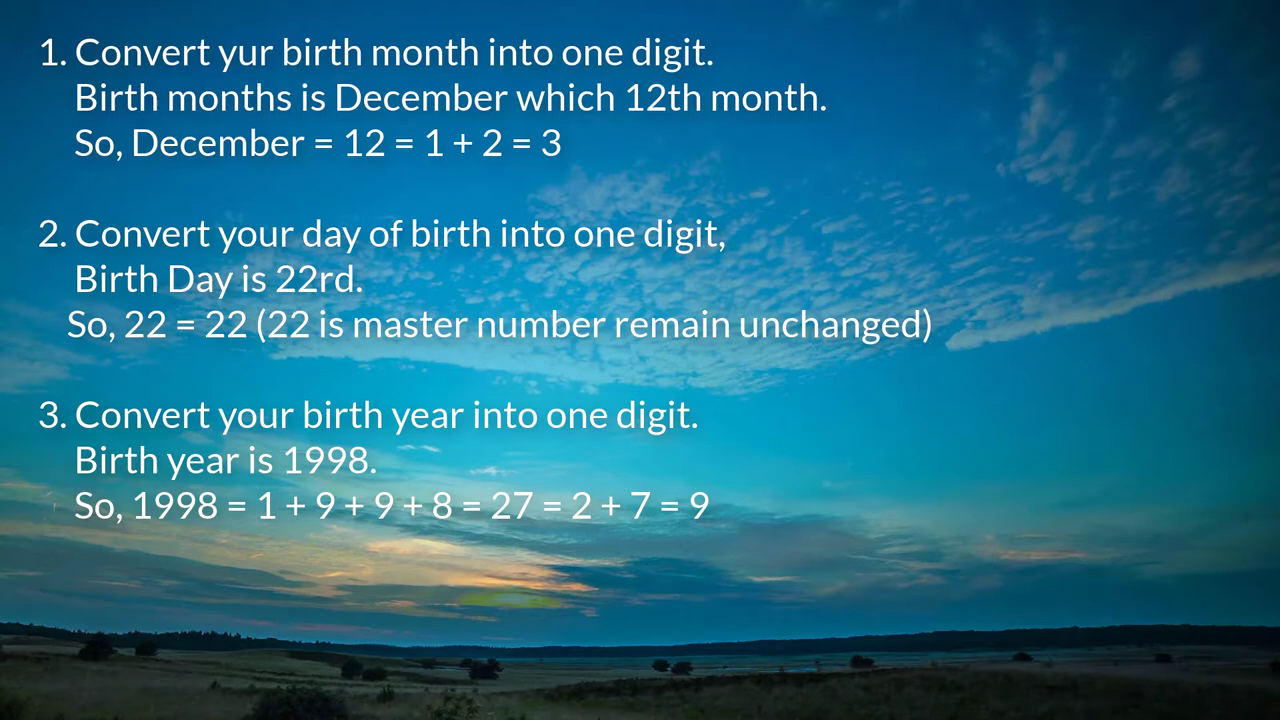 1. Convert yur birth month into one digit.
Birth months is December which 12th month.
So, December = 12 = 1 + 2 = 3
2. Convert your day of birth into one digit,
Birth Day is 22rd.
So, 22 = 22 (22 is master number remain unchanged)
3. Convert your birth year into one digit.
Birth year is 1998.
So, 1998 = 1 + 9 + 9 + 8 = 27 = 2 + 7 = 9